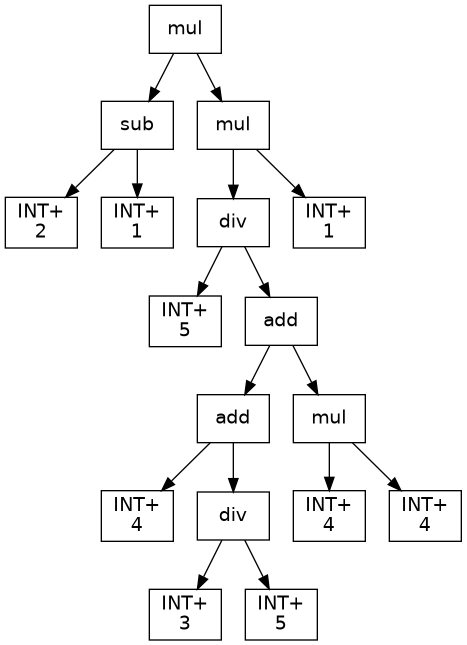 mul
sub
mul
INT+
2
INT+
1
div
INT+
1
INT+
5
add
add
mul
INT+
4
div
INT+
4
INT+
4
INT+
3
INT+
5